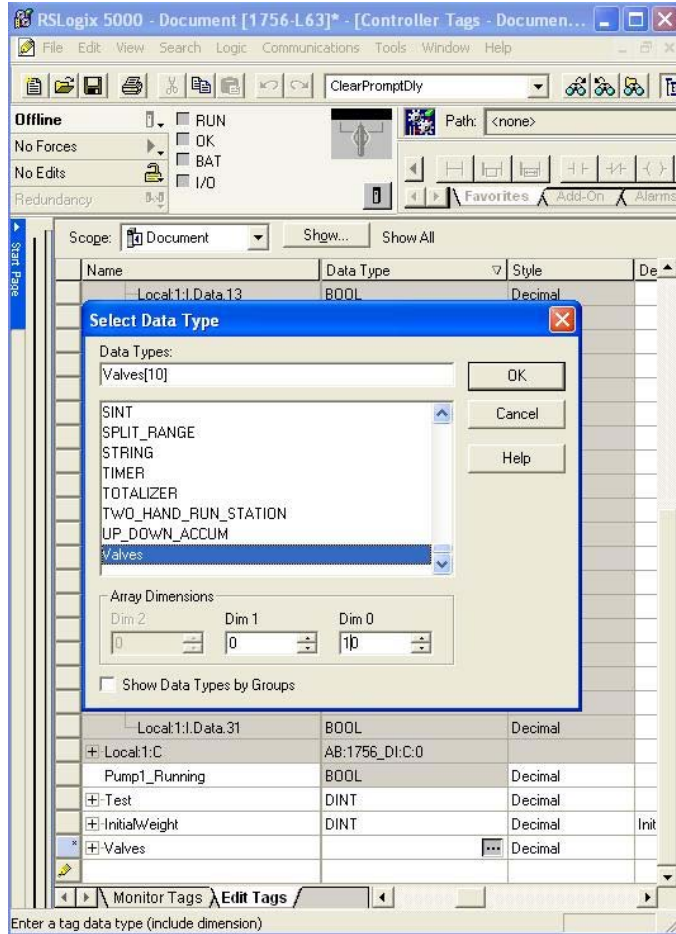 RSLogix 5000 - Document [1756-L63]* - [Controller Tags - Documen...
File Edit View Search Logic Communications Tools Window Help
ClearPromptDly
Offline RUN
No Forces OK
No Edits BAT
I/O
Redundancy
Path: <none>
Favorites Add-On Alarms
Start Page
Scope: Document Show... Show All
Name Data Type Style De
Local:1:I.Data.13 BOOL Decimal
Select Data Type
Data Types:
Valves[10]
OK
SINT
Cancel
SPLIT_RANGE
STRING
Help
TIMER
TOTALIZER
TWO_HAND_RUN_STATION
UP_DOWN_ACCUM
Valves
Array Dimensions
Dim 2 Dim 1 Dim 0
0 0 10
Show Data Types by Groups
Local:1:I.Data.31 BOOL Decimal
Local:1:C AB:1756_DI:C:0
Pump1_Running BOOL Decimal
Test DINT Decimal
InitialWeight DINT Decimal Init
Valves ... Decimal
Monitor Tags Edit Tags
Enter a tag data type (include dimension)